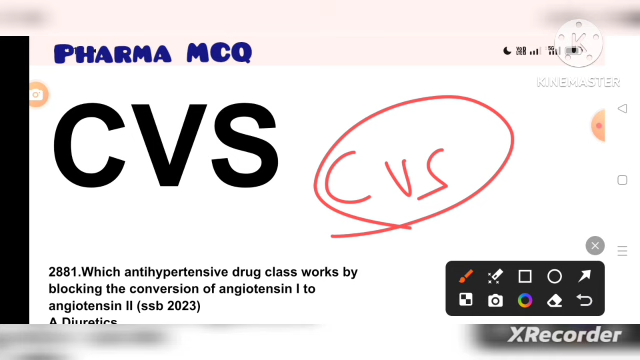 PHARMA MCQ
KINEMASTER
CVS
CVS
2881.Which antihypertensive drug class works by
blocking the conversion of angiotensin I to
angiotensin II (ssb 2023)
A.Diuretics
XRecorder